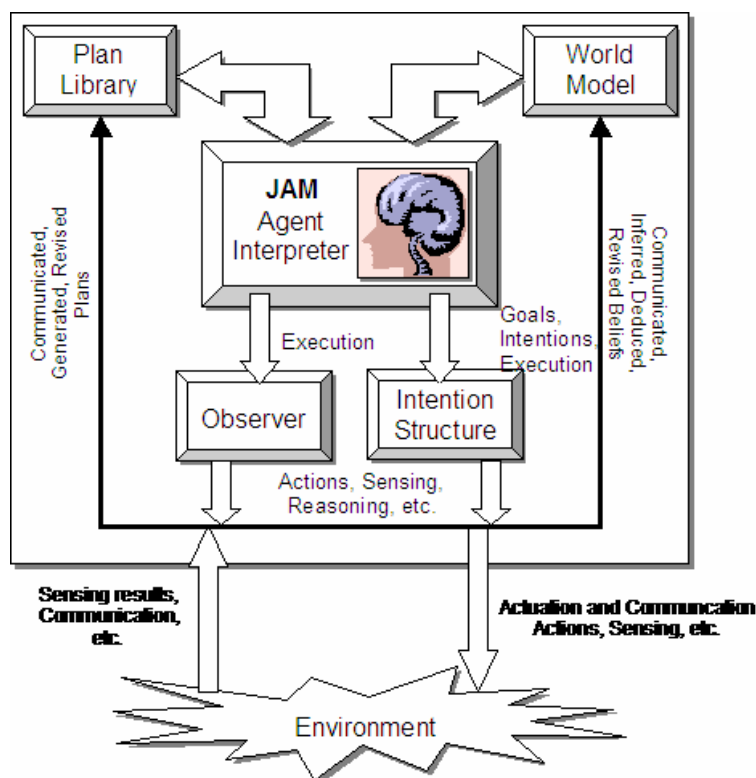 Plan
Library
World
Model
JAM
Agent
Interpreter
Communicated,
Generated, Revised
Plans
Communicated,
Inferred, Deduced,
Revised Beliefs
Execution
Goals,
Intentions,
Execution
Observer
Intention
Structure
Actions, Sensing,
Reasoning, etc.
Sensing results,
Communication,
etc.
Actuation and Communcation
Actions, Sensing, etc.
Environment